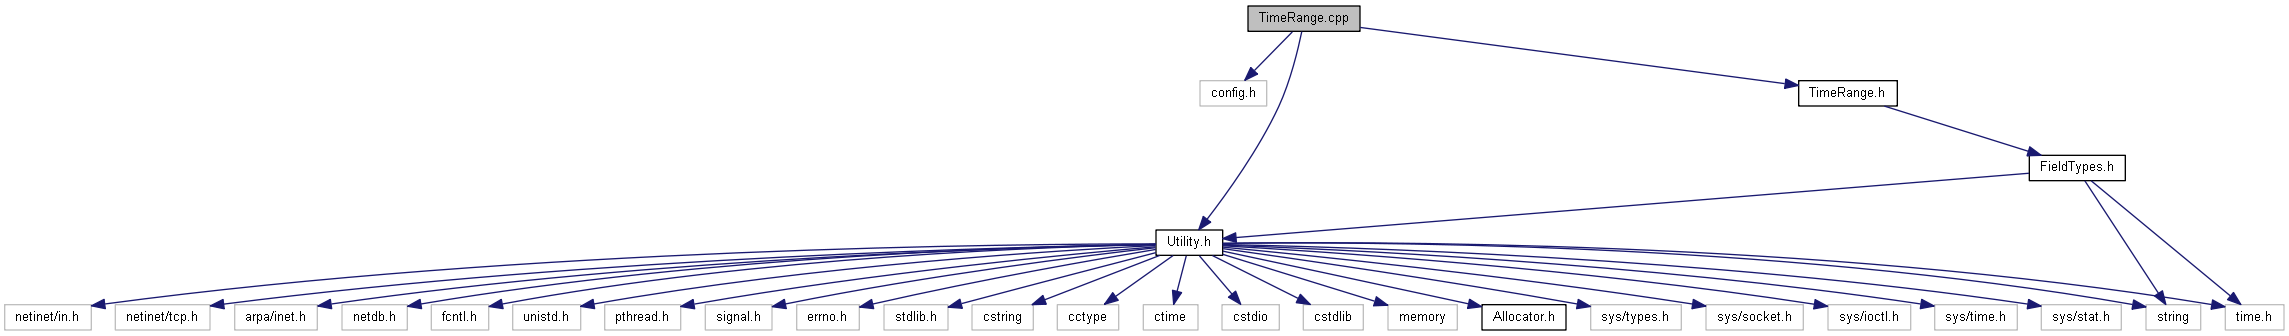 TimeRange.cpp
config.h
TimeRange.h
FieldTypes.h
Utility.h
netinet/in.h
netinet/tcp.h
arpa/inet.h
netdb.h
fcntl.h
unistd.h
pthread.h
signal.h
errno.h
stdlib.h
cstring
cctype
ctime
cstdio
cstdlib
memory
Allocator.h
sys/types.h
sys/socket.h
sys/ioctl.h
sys/time.h
sys/stat.h
string
time.h